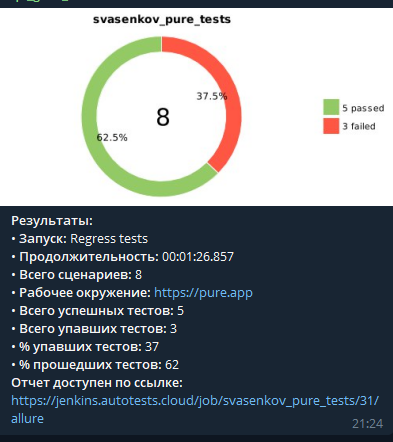 svasenkov_pure_tests
37.5%
8
62.5%
5 passed
3 failed
Результаты:
• Запуск: Regress tests
• Продолжительность: 00:01:26.857
• Всего сценариев: 8
• Рабочее окружение: https://pure.app
• Всего успешных тестов: 5
• Всего упавших тестов: 3
• % упавших тестов: 37
• % прошедших тестов: 62
Отчет доступен по ссылке:
https://jenkins.autotests.cloud/job/svasenkov_pure_tests/31/
allure
21:24